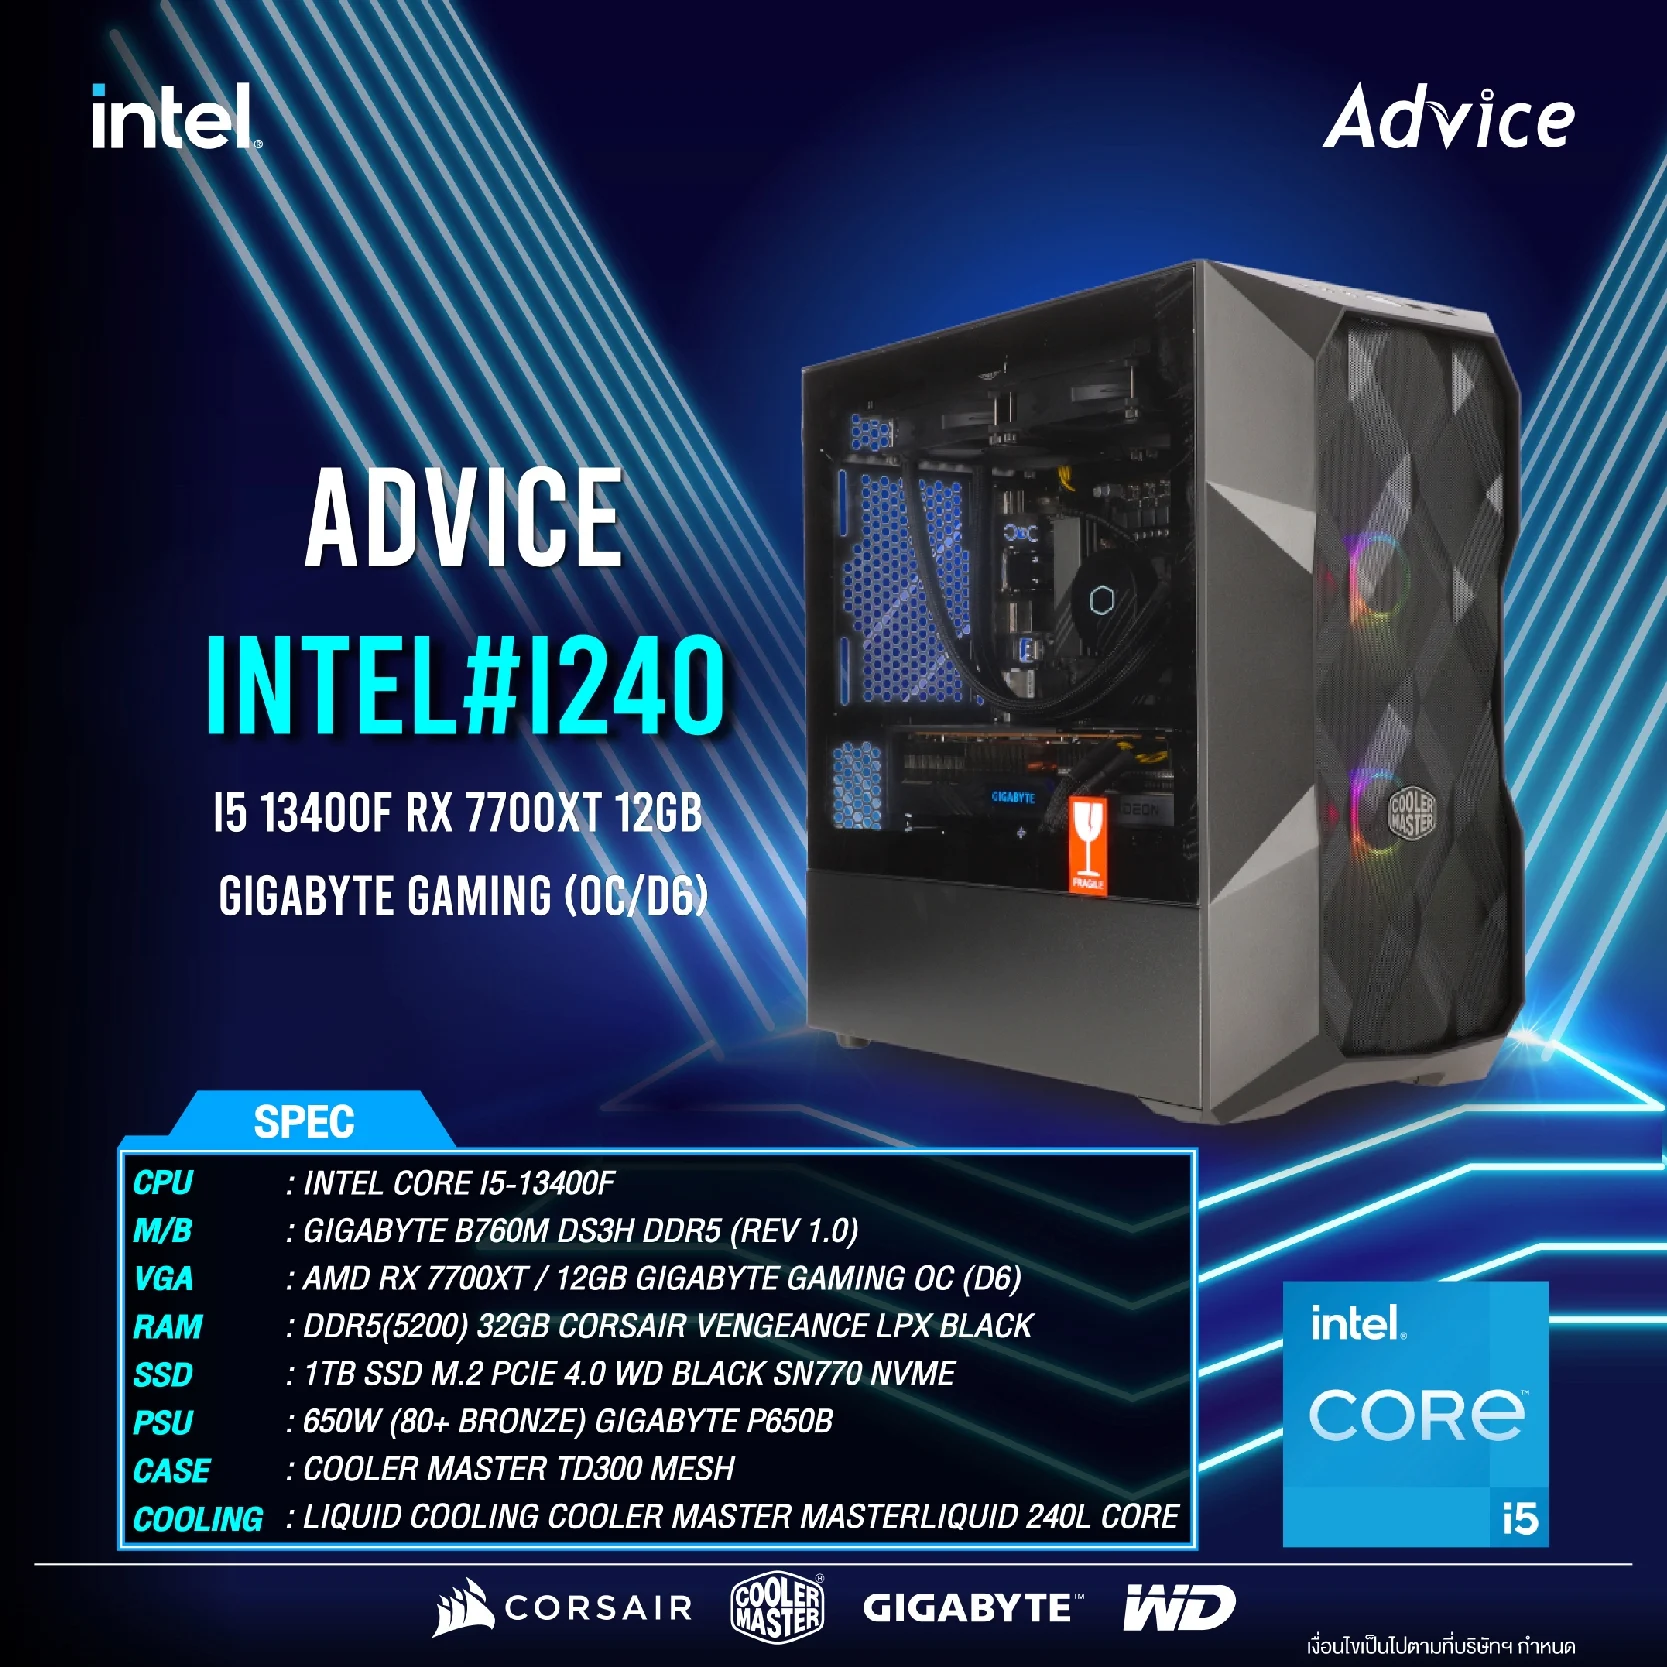 intel.
Advice
ADVICE
INTEL#I240
I5 13400F RX 7700XT 12GB
GIGABYTE GAMING (OC/D6)
GIGABYTE
FRAGILE
COOLER
MASTER
SPEC
CPU : INTEL CORE I5-13400F
M/B : GIGABYTE B760M DS3H DDR5 (REV 1.0)
VGA : AMD RX 7700XT / 12GB GIGABYTE GAMING OC (D6)
RAM : DDR5(5200) 32GB CORSAIR VENGEANCE LPX BLACK
SSD : 1TB SSD M.2 PCIE 4.0 WD BLACK SN770 NVME
PSU : 650W (80+ BRONZE) GIGABYTE P650B
CASE : COOLER MASTER TD300 MESH
COOLING : LIQUID COOLING COOLER MASTER MASTERLIQUID 240L CORE
intel.
CORE™
i5
CORSAIR
COOLER
MASTER
®
GIGABYTE™
WD
เงื่อนไขเป็นไปตามที่บริษัทฯ กำหนด